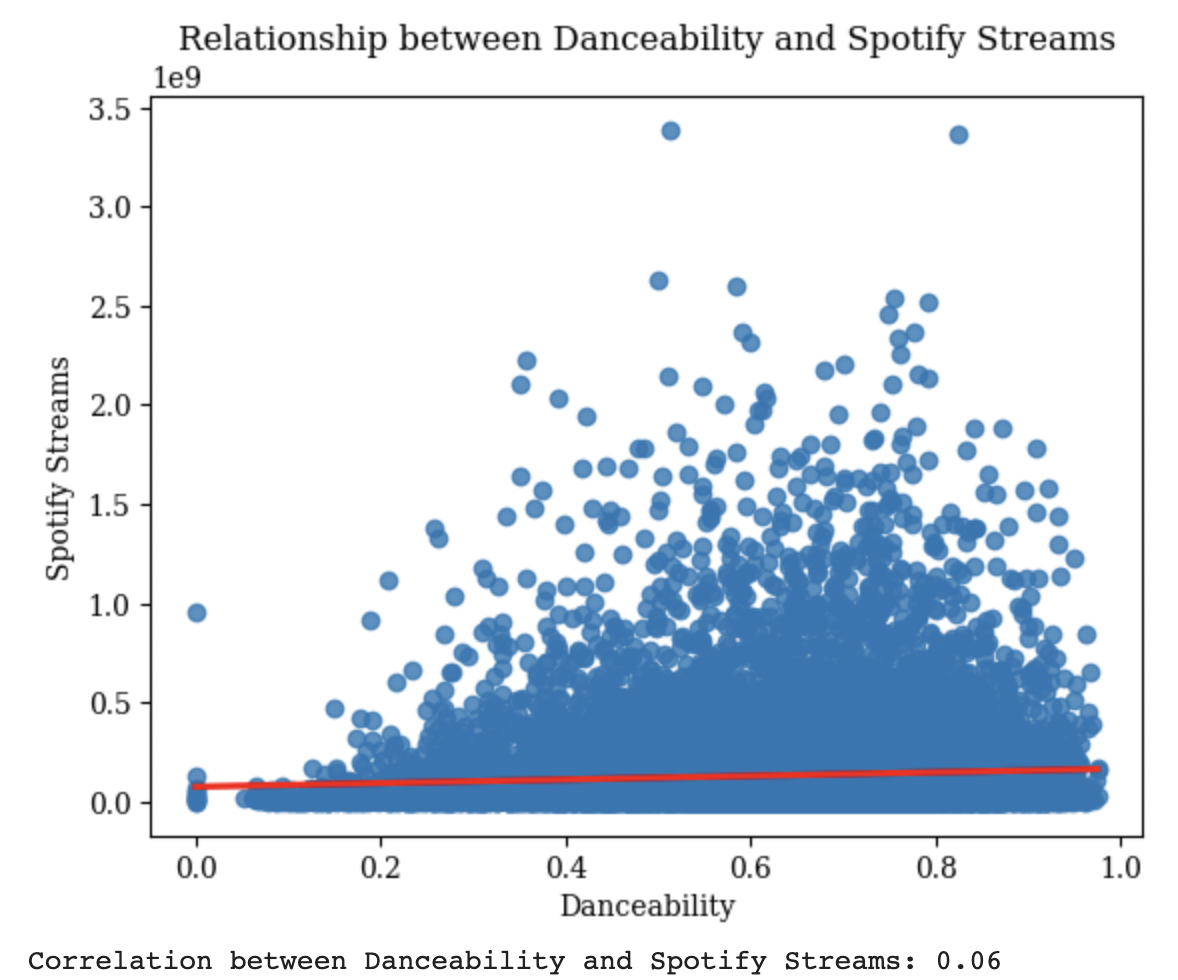 Relationship between Danceability and Spotify Streams
1e9
3.5
3.0
2.5
2.0
1.5
1.0
0.5
0.0
Spotify Streams
0.0 0.2 0.4 0.6 0.8 1.0
Danceability
Correlation between Danceability and Spotify Streams: 0.06